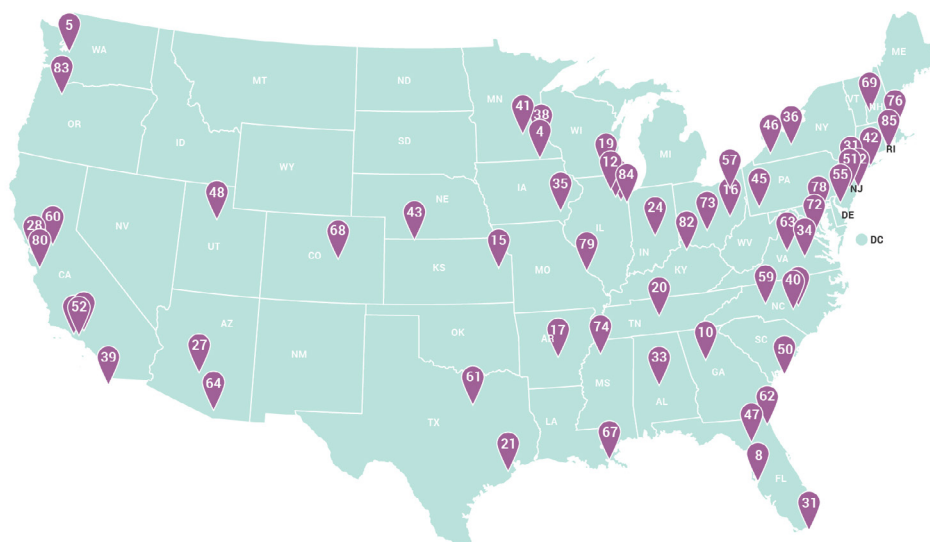 5
WA
ME
83
MT
ND
69
VT
NH
76
41
MN
38
4
36
46
85
OR
ID
SD
WI
19
NY
42
RI
31
57
12
MI
512
WY
84
35
IA
16
45
PA
55
NJ
78
48
43
NE
24
73
72
DE
60
28
80
NV
UT
68
CO
15
79
IL
IN
82
63
34
DC
WV
VA
CA
KS
MO
KY
20
59
40
NC
52
OK
17
AR
74
TN
10
SC
AZ
NM
27
33
50
39
MS
AL
GA
64
61
62
TX
LA
47
67
21
8
FL
31